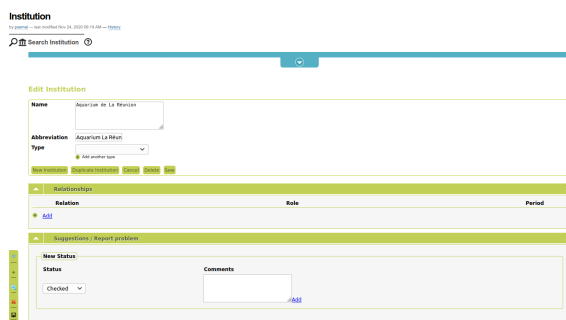 Institution
by pjaumal — last modified Nov 24, 2020 08:19 AM — History
Search Institution
Edit Institution
Name Aquarium de La Réunion
Abbreviation Aquarium La Réun
Type
Add another type
New Institution Duplicate Institution Cancel Delete Save
Relationships
Relation Role Period
Add
Suggestions / Report problem
New Status
Status Comments
Checked
Add